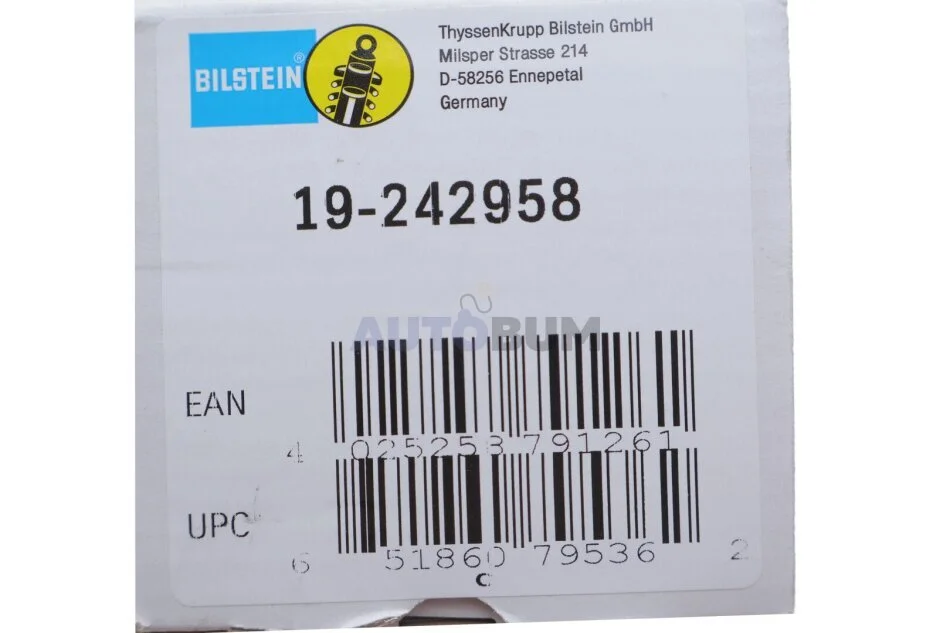 BILSTEIN®
ThyssenKrupp Bilstein GmbH
Milsper Strasse 214
D-58256 Ennepetal
Germany
19-242958
AUTOBUM
EAN
4 025258 791261
UPC
6 51860 79536 2
C